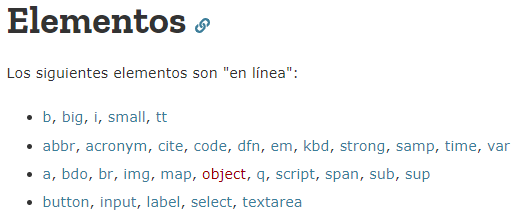 Elementos
Los siguientes elementos son "en línea":
b, big, i, small, tt
abbr, acronym, cite, code, dfn, em, kbd, strong, samp, time, var
a, bdo, br, img, map, object, q, script, span, sub, sup
button, input, label, select, textarea